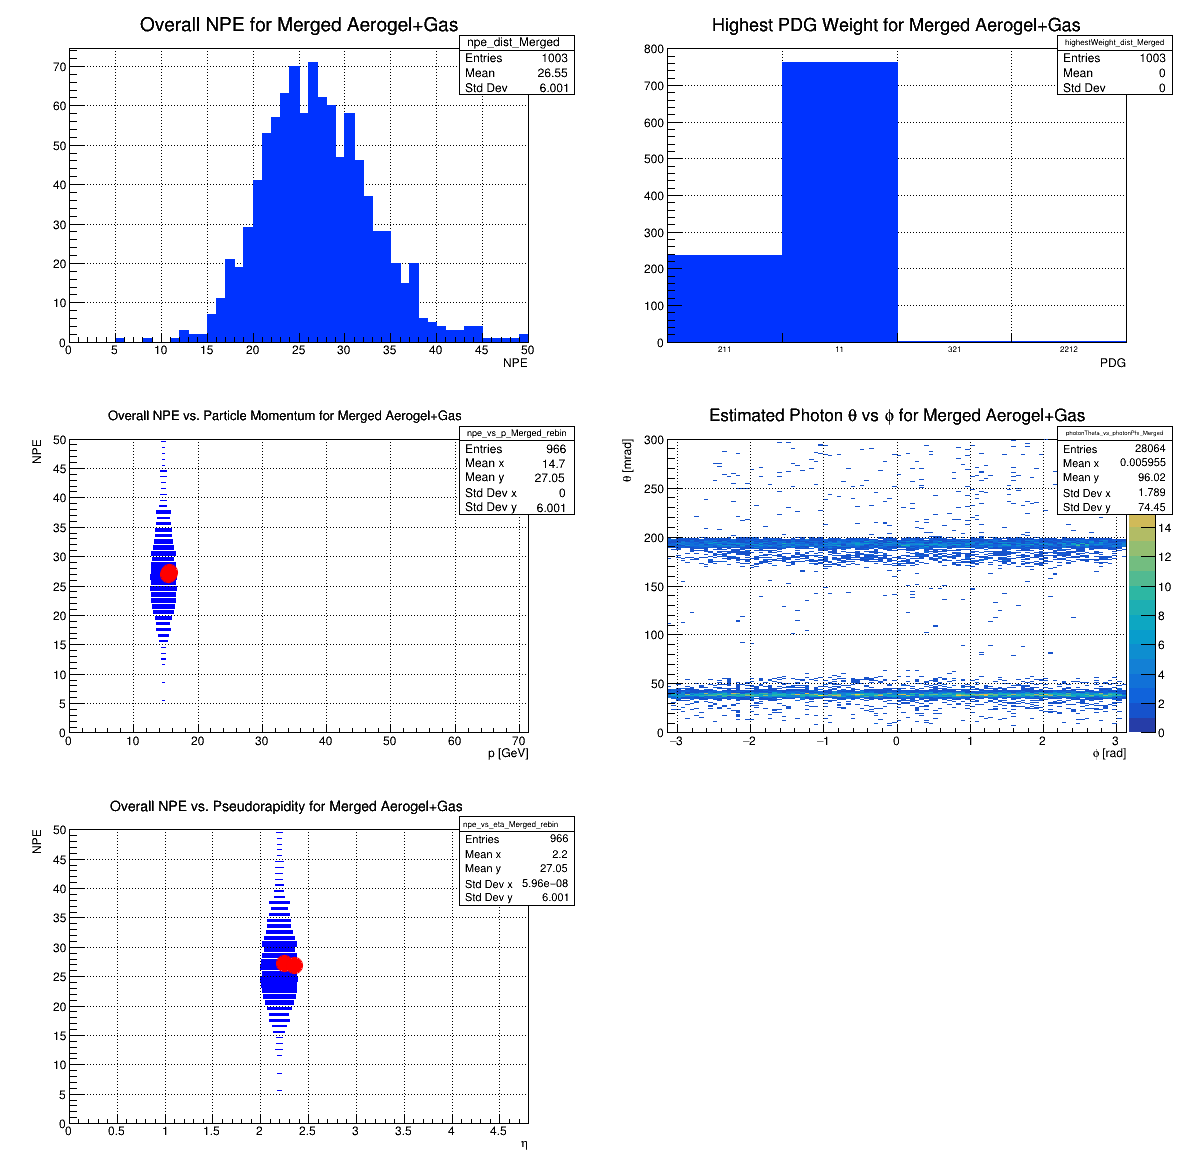 Overall NPE for Merged Aerogel+Gas
npe_dist_Merged
Entries 1003
Mean 26.55
Std Dev 6.001
70
60
50
40
30
20
10
0
0 5 10 15 20 25 30 35 40 45 50
NPE
Highest PDG Weight for Merged Aerogel+Gas
highestWeight_dist_Merged
Entries 1003
Mean 0
Std Dev 0
800
700
600
500
400
300
200
100
0
211 11 321 2212
PDG
Overall NPE vs. Particle Momentum for Merged Aerogel+Gas
npe_vs_p_Merged_rebin
Entries 966
Mean x 14.7
Mean y 27.05
Std Dev x 0
Std Dev y 6.001
NPE
50
45
40
35
30
25
20
15
10
5
0
0 10 20 30 40 50 60 70
p [GeV]
Estimated Photon θ vs ϕ for Merged Aerogel+Gas
photonTheta_vs_photonPhi_Merged
Entries 28064
Mean x 0.005955
Mean y 96.02
Std Dev x 1.789
Std Dev y 74.45
θ [mrad]
300
250
200
150
100
50
0
−3 −2 −1 0 1 2 3
ϕ [rad]
14
12
10
8
6
4
2
0
Overall NPE vs. Pseudorapidity for Merged Aerogel+Gas
npe_vs_eta_Merged_rebin
Entries 966
Mean x 2.2
Mean y 27.05
Std Dev x 5.96e−08
Std Dev y 6.001
NPE
50
45
40
35
30
25
20
15
10
5
0
0 0.5 1 1.5 2 2.5 3 3.5 4 4.5
η